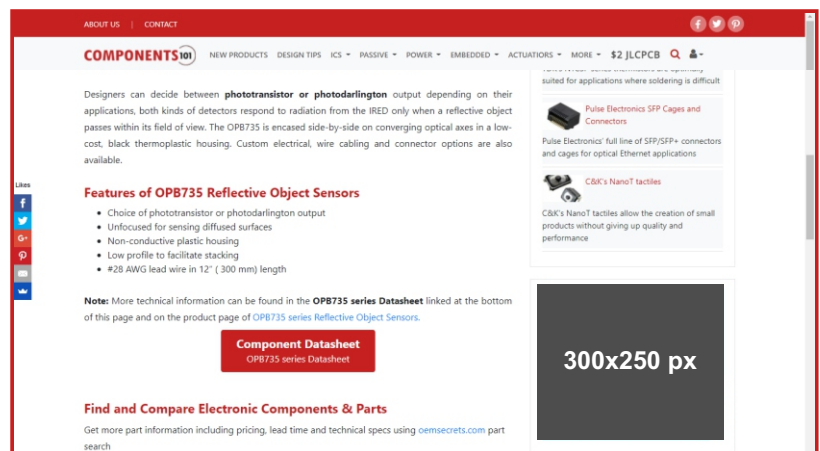 ABOUT US | CONTACT
COMPONENTS101 NEW PRODUCTS DESIGN TIPS ICS PASSIVE POWER EMBEDDED ACTUATIORS MORE $2 JLCPCB
suited for applications where soldering is difficult
Designers can decide between phototransistor or photodarlington output depending on their
applications, both kinds of detectors respond to radiation from the IRED only when a reflective object
passes within its field of view. The OPB735 is encased side-by-side on converging optical axes in a low-
cost, black thermoplastic housing. Custom electrical, wire cabling and connector options are also
available.
Pulse Electronics SFP Cages and
Connectors
Pulse Electronics' full line of SFP/SFP+ connectors
and cages for optical Ethernet applications
C&K's NanoT tactiles
C&K's NanoT tactiles allow the creation of small
products without giving up quality and
performance
Likes
Features of OPB735 Reflective Object Sensors
• Choice of phototransistor or photodarlington output
• Unfocused for sensing diffused surfaces
• Non-conductive plastic housing
• Low profile to facilitate stacking
• #28 AWG lead wire in 12" ( 300 mm) length
Note: More technical information can be found in the OPB735 series Datasheet linked at the bottom
of this page and on the product page of OPB735 series Reflective Object Sensors.
Component Datasheet
OPB735 series Datasheet
300x250 px
Find and Compare Electronic Components & Parts
Get more part information including pricing, lead time and technical specs using oemsecrets.com part
search